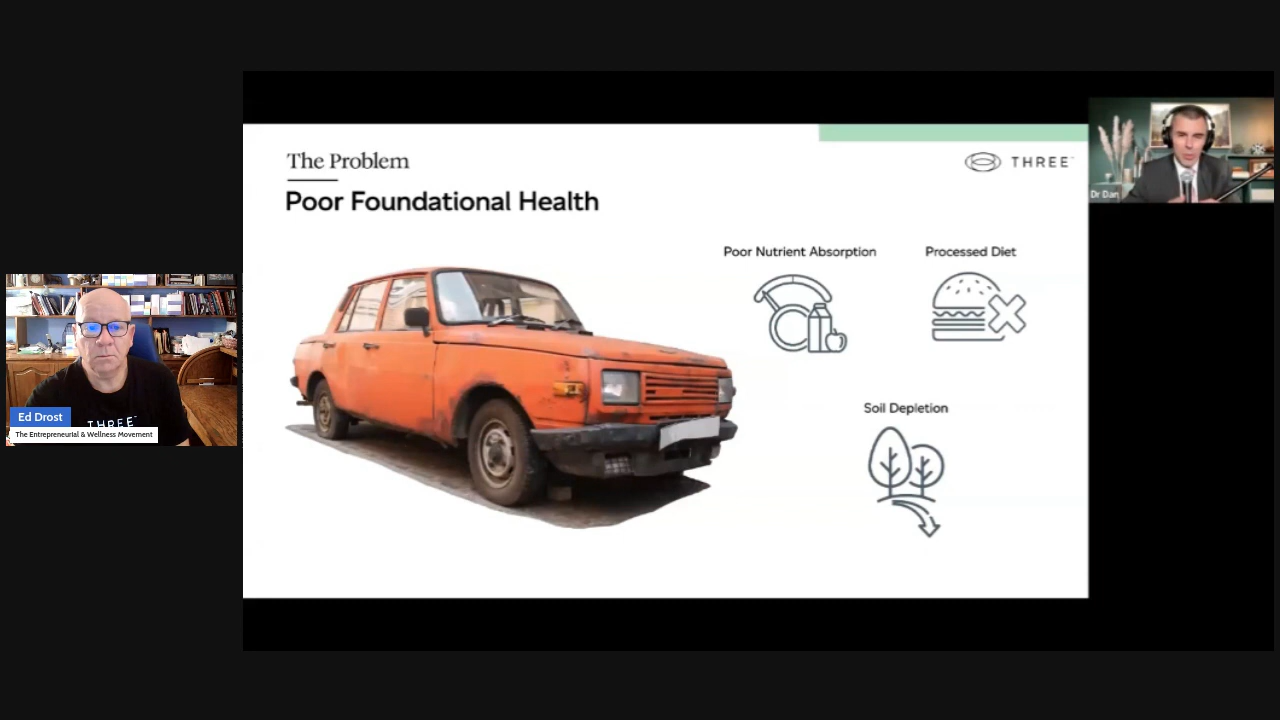 The Problem
THREE
Poor Foundational Health
Poor Nutrient Absorption
Processed Diet
Soil Depletion
Dr Dan
THREE
Ed Drost
The Entrepreneurial & Wellness Movement